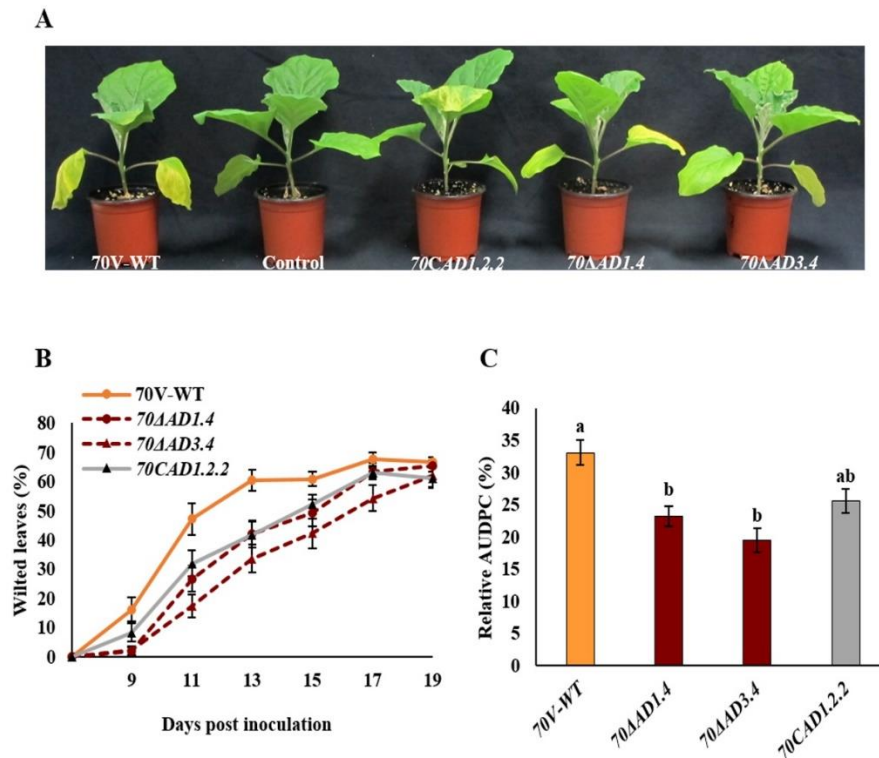 A
70V-WT Control 70CAD1.2.2 70ΔAD1.4 70ΔAD3.4
B
70V-WT
70ΔAD1.4
70ΔAD3.4
70CAD1.2.2
Wilted leaves (%)
80
70
60
50
40
30
20
10
0
9 11 13 15 17 19
Days post inoculation
C
Relative AUDPC (%)
40
35
30
25
20
15
10
5
0
a
b
b
ab
70V-WT
70ΔAD1.4
70ΔAD3.4
70CAD1.2.2